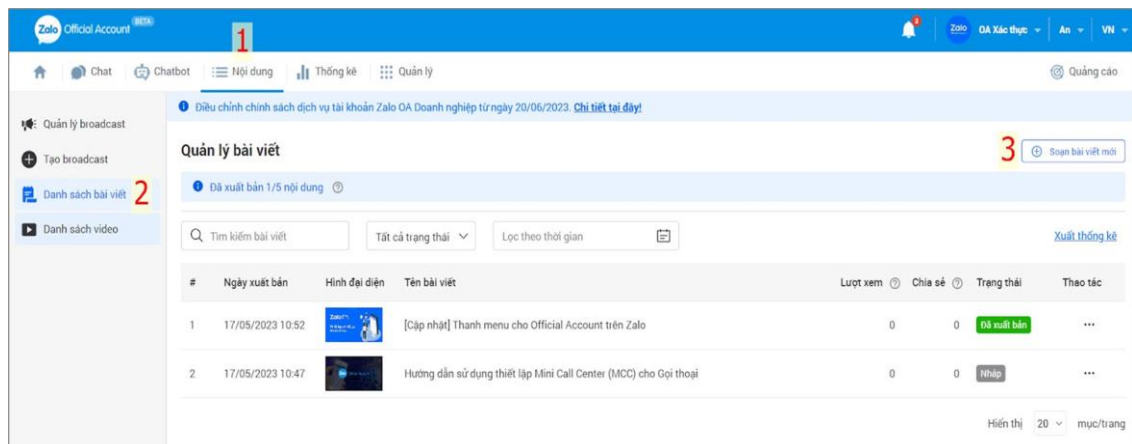 Zalo Official Account BETA
1
3
Zalo OA Xác thực An VN
Chat Chatbot Nội dung Thống kê Quản lý Quảng cáo
Điều chỉnh chính sách dịch vụ tài khoản Zalo OA Doanh nghiệp từ ngày 20/06/2023. Chi tiết tại đây!
Quản lý broadcast
Tạo broadcast
Danh sách bài viết 2
Danh sách video
Quản lý bài viết
3 Soạn bài viết mới
Đã xuất bản 1/5 nội dung
Tìm kiếm bài viết Tất cả trạng thái Lọc theo thời gian Xuất thống kê
# Ngày xuất bản Hình đại diện Tên bài viết Lượt xem Chia sẻ Trạng thái Thao tác
1 17/05/2023 10:52 [Cập nhật] Thanh menu cho Official Account trên Zalo 0 0 Đã xuất bản
2 17/05/2023 10:47 Hướng dẫn sử dụng thiết lập Mini Call Center (MCC) cho Gọi thoại 0 0 Nháp
Hiển thị 20 mục/trang